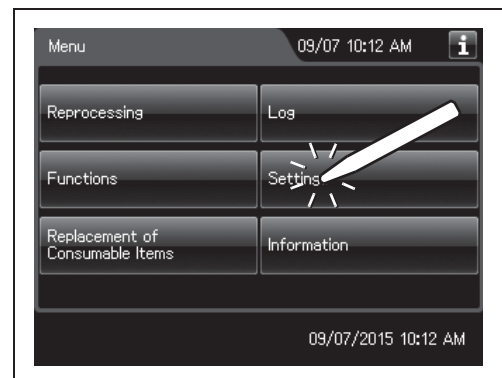 Menu
09/07 10:12 AM
i
Reprocessing
Log
Functions
Setting
Replacement of
Consumable Items
Information
09/07/2015 10:12 AM